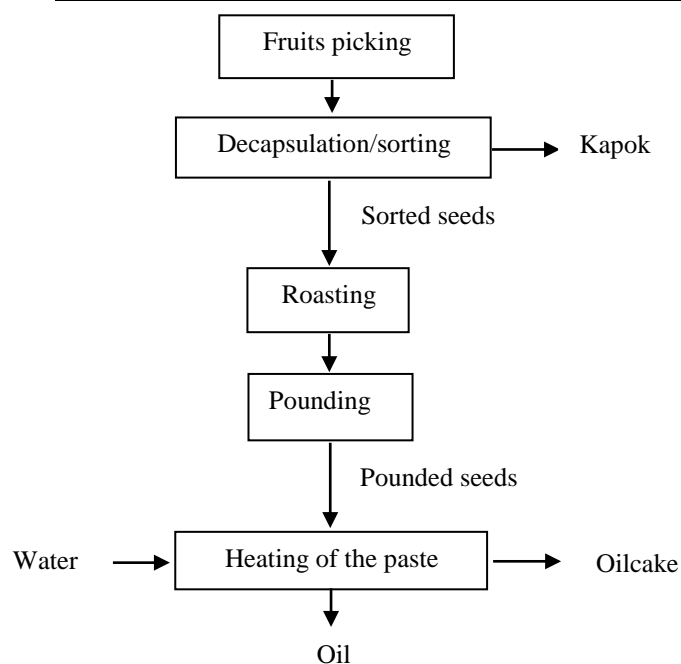 Fruits picking
Decapsulation/sorting
Kapok
Sorted seeds
Roasting
Pounding
Pounded seeds
Water
Heating of the paste
Oilcake
Oil